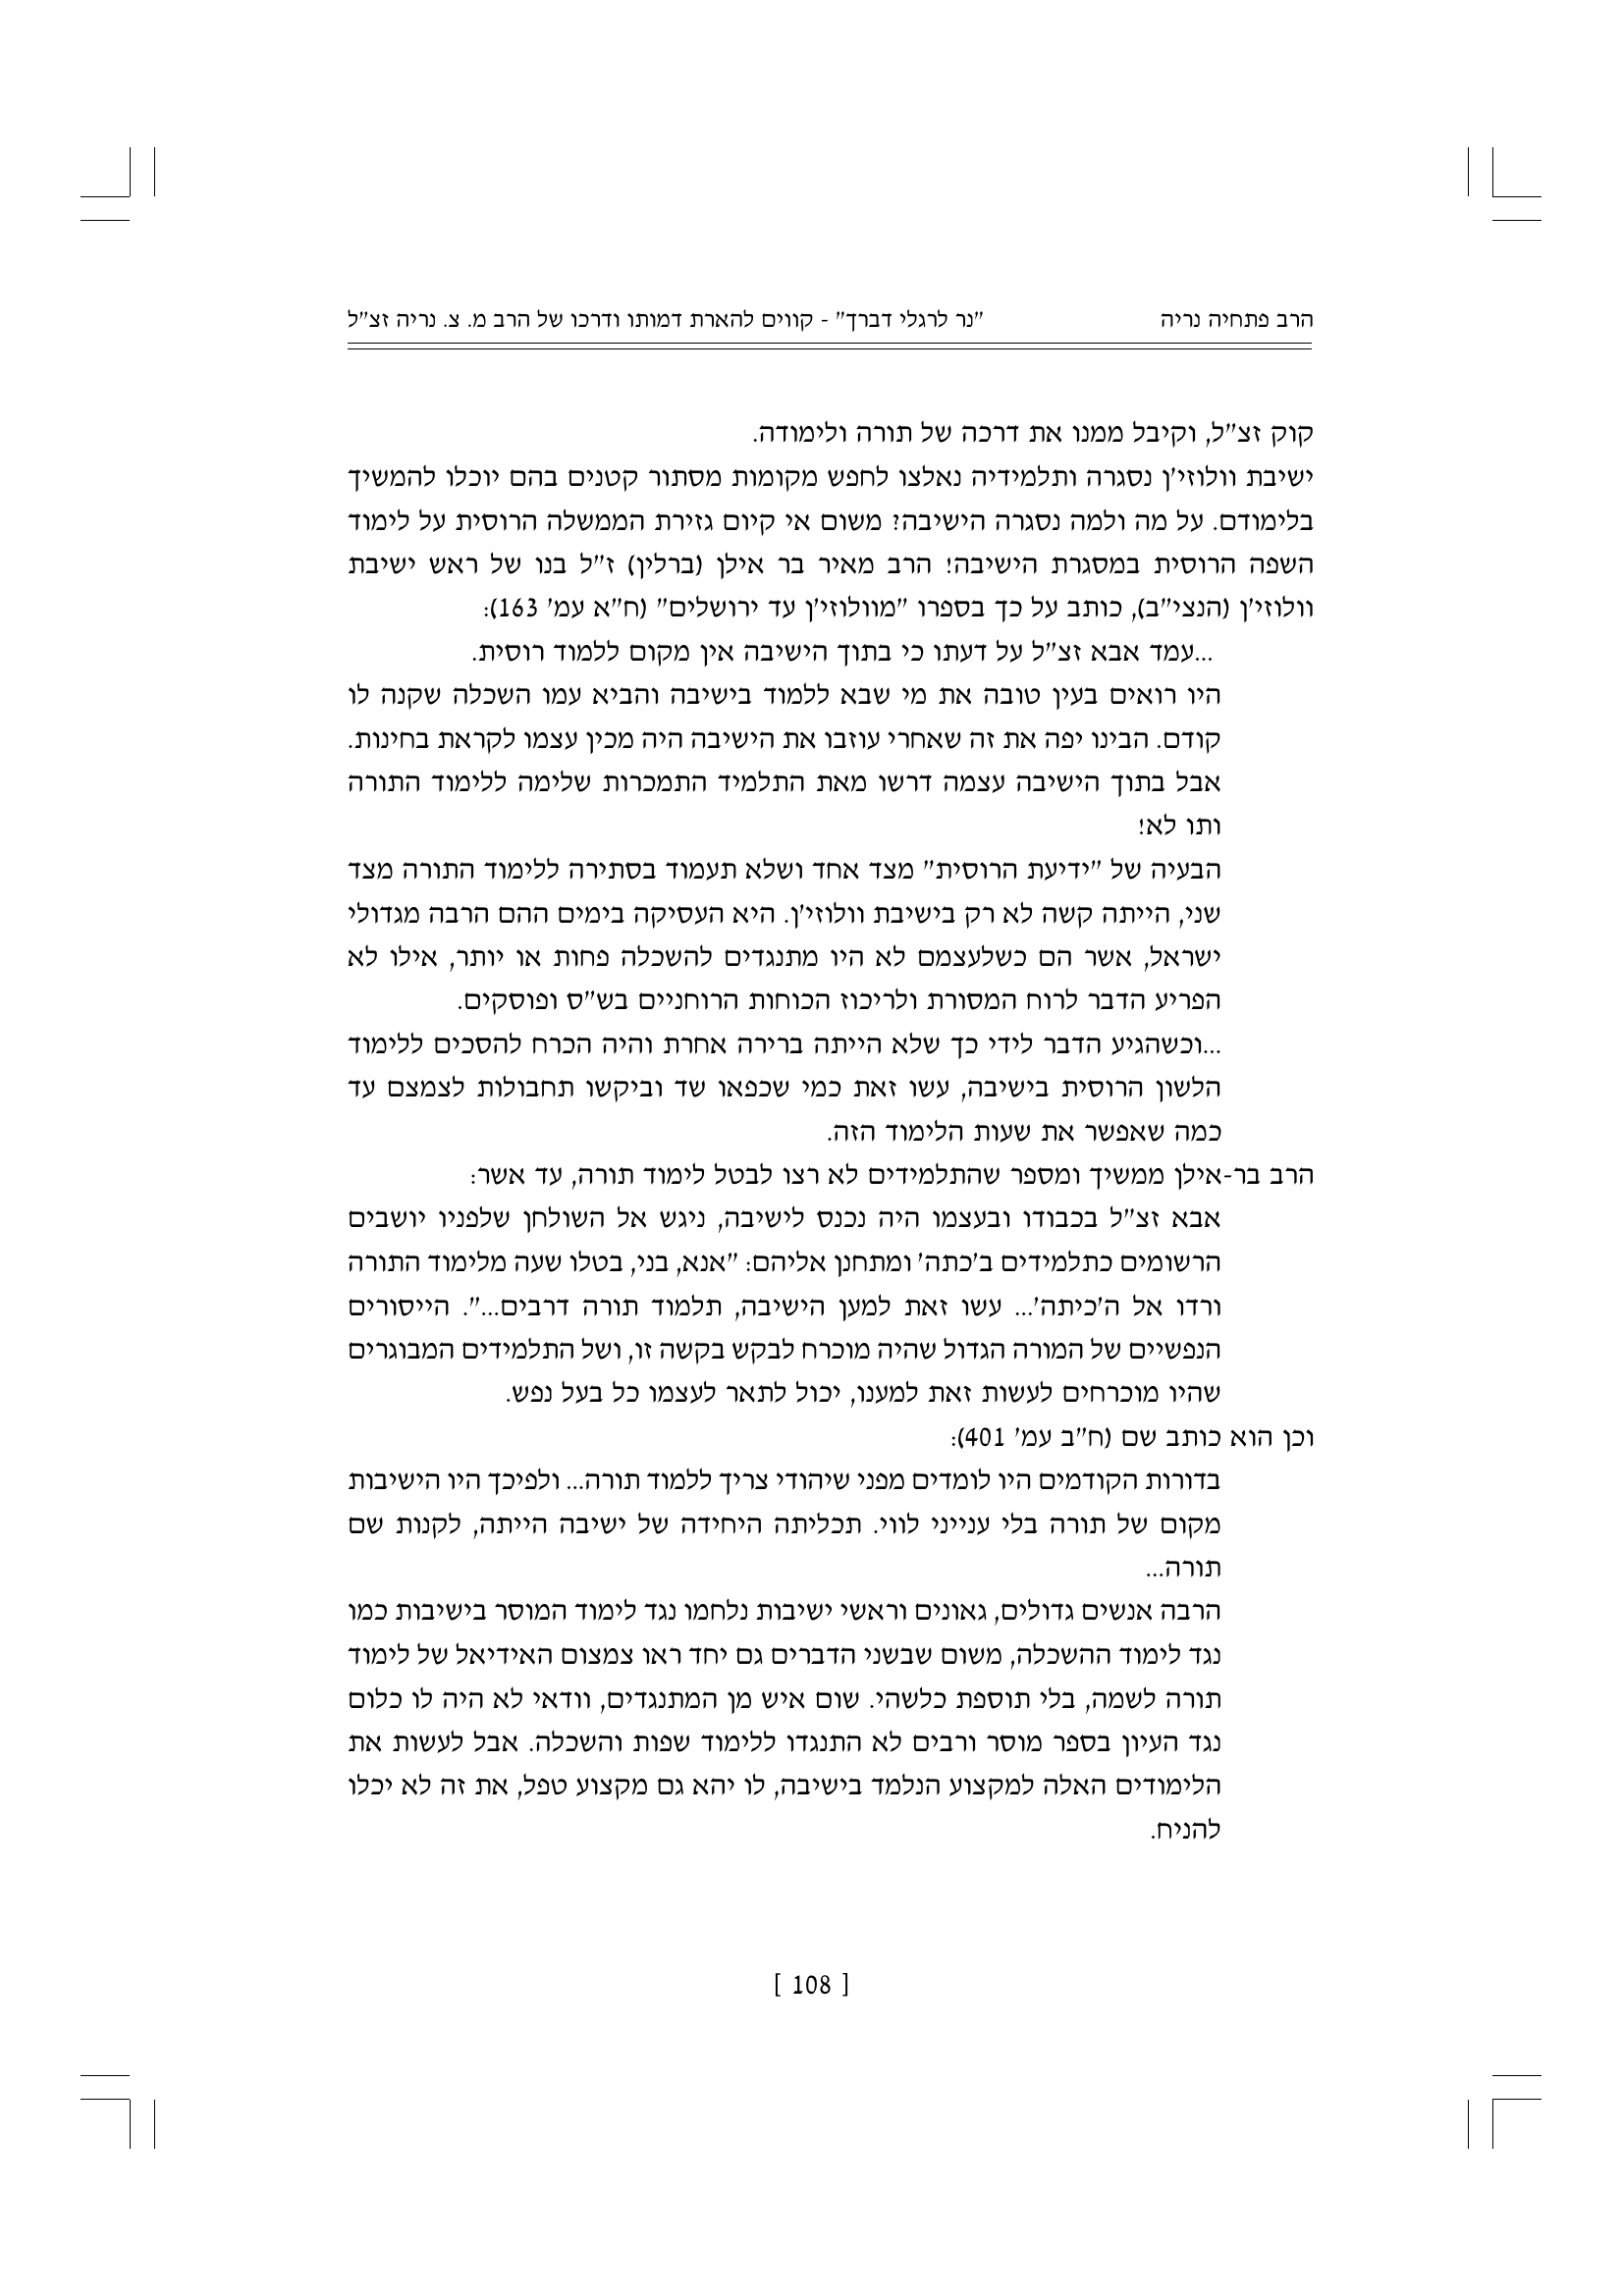 הרב פתחיה נריה "נר לרגלי דברך" - קווים להארת דמותו ודרכו של הרב מ. צ. נריה זצ"ל
קוק זצ"ל, וקיבל ממנו את דרכה של תורה ולימודה.
ישיבת וולוזי'ן נסגרה ותלמידיה נאלצו לחפש מקומות מסתור קטנים בהם יוכלו להמשיך
בלימודם. על מה ולמה נסגרה הישיבה? משום אי קיום גזירת הממשלה הרוסית על לימוד
השפה הרוסית במסגרת הישיבה! הרב מאיר בר אילן (ברלין) ז"ל בנו של ראש ישיבת
וולוזי'ן (הנצי"ב), כותב על כך בספרו "מוולוזי'ן עד ירושלים" (ח"א עמ' 163):
...עמד אבא זצ"ל על דעתו כי בתוך הישיבה אין מקום ללמוד רוסית.
היו רואים בעין טובה את מי שבא ללמוד בישיבה והביא עמו השכלה שקנה לו
קודם. הבינו יפה את זה שאחרי עוזבו את הישיבה היה מכין עצמו לקראת בחינות.
אבל בתוך הישיבה עצמה דרשו מאת התלמיד התמכרות שלימה ללימוד התורה
ותו לא!
הבעיה של "ידיעת הרוסית" מצד אחד ושלא תעמוד בסתירה ללימוד התורה מצד
שני, הייתה קשה לא רק בישיבת וולוזי'ן. היא העסיקה בימים ההם הרבה מגדולי
ישראל, אשר הם כשלעצמם לא היו מתנגדים להשכלה פחות או יותר, אילו לא
הפריע הדבר לרוח המסורת ולריכוז הכוחות הרוחניים בש"ס ופוסקים.
...וכשהגיע הדבר לידי כך שלא הייתה ברירה אחרת והיה הכרח להסכים ללימוד
הלשון הרוסית בישיבה, עשו זאת כמי שכפאו שד וביקשו תחבולות לצמצם עד
כמה שאפשר את שעות הלימוד הזה.
הרב בר-אילן ממשיך ומספר שהתלמידים לא רצו לבטל לימוד תורה, עד אשר:
אבא זצ"ל בכבודו ובעצמו היה נכנס לישיבה, ניגש אל השולחן שלפניו יושבים
הרשומים כתלמידים ב'כתה' ומתחנן אליהם: "אנא, בני, בטלו שעה מלימוד התורה
ורדו אל ה'כיתה'... עשו זאת למען הישיבה, תלמוד תורה דרבים...". הייסורים
הנפשיים של המורה הגדול שהיה מוכרח לבקש בקשה זו, ושל התלמידים המבוגרים
שהיו מוכרחים לעשות זאת למענו, יכול לתאר לעצמו כל בעל נפש.
וכן הוא כותב שם (ח"ב עמ' 401):
בדורות הקודמים היו לומדים מפני שיהודי צריך ללמוד תורה... ולפיכך היו הישיבות
מקום של תורה בלי ענייני לווי. תכליתה היחידה של ישיבה הייתה, לקנות שם
תורה...
הרבה אנשים גדולים, גאונים וראשי ישיבות נלחמו נגד לימוד המוסר בישיבות כמו
נגד לימוד ההשכלה, משום שבשני הדברים גם יחד ראו צמצום האידיאל של לימוד
תורה לשמה, בלי תוספת כלשהי. שום איש מן המתנגדים, וודאי לא היה לו כלום
נגד העיון בספר מוסר ורבים לא התנגדו ללימוד שפות והשכלה. אבל לעשות את
הלימודים האלה למקצוע הנלמד בישיבה, לו יהא גם מקצוע טפל, את זה לא יכלו
להניח.
[ 108 ]